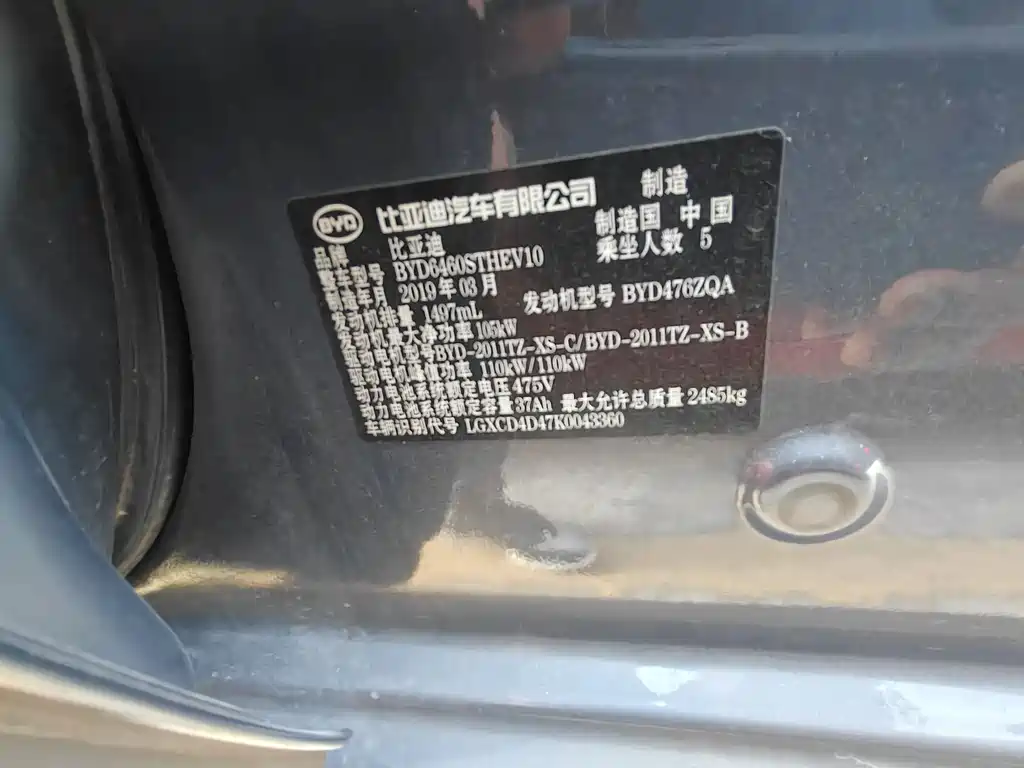 BYD 比亚迪汽车有限公司 制造
品牌 比亚迪 制造国 中国
整车型号 BYD6460STHEV10 乘坐人数 5
制造年月 2019年03月
发动机排量 1497mL 发动机型号 BYD476ZQA
发动机最大净功率 105kW
驱动电机型号 BYD-2011TZ-XS-C/BYD-2011TZ-XS-B
驱动电机峰值功率 110kW/110kW
动力电池系统额定电压 475V
动力电池系统额定容量 37Ah 最大允许总质量 2485kg
车辆识别代号 LGXCD4D47K0043360